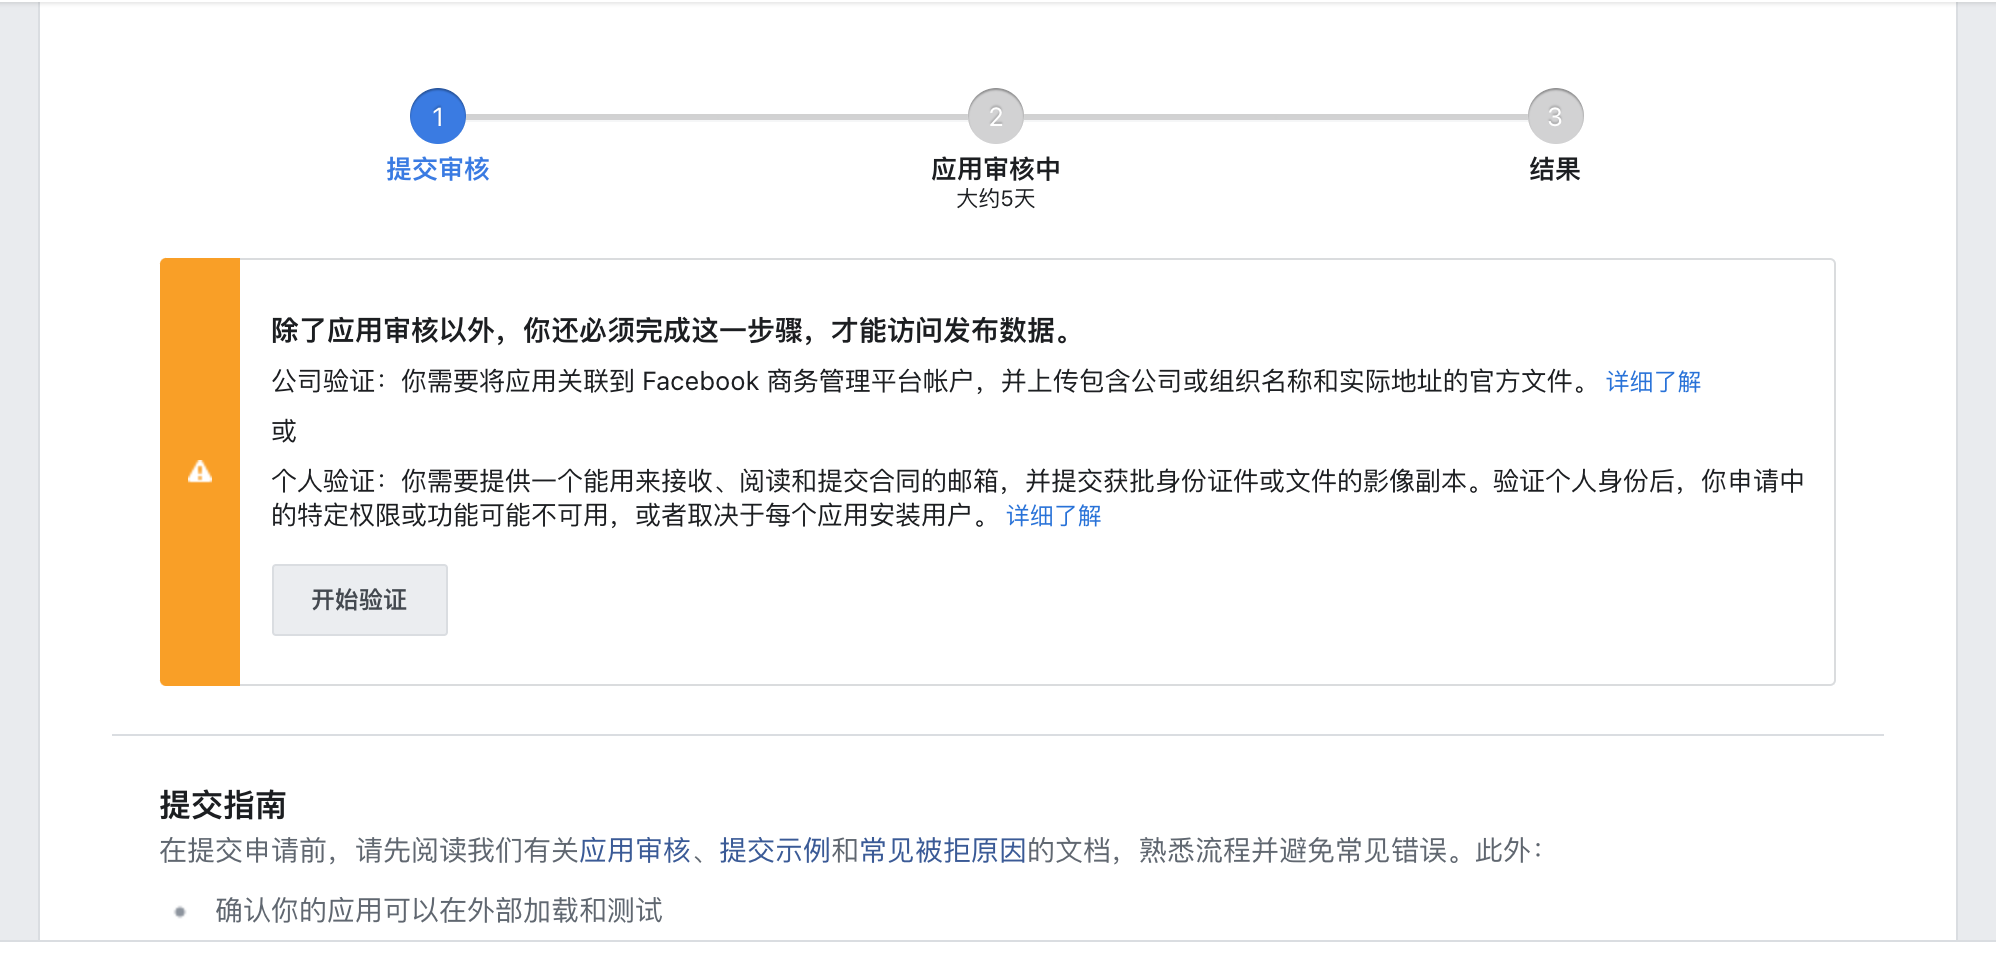 1
2
3
提交审核
应用审核中
结果
大约5天
除了应用审核以外，你还必须完成这一步骤，才能访问发布数据。
公司验证：你需要将应用关联到 Facebook 商务管理平台帐户，并上传包含公司或组织名称和实际地址的官方文件。 详细了解
或
个人验证：你需要提供一个能用来接收、阅读和提交合同的邮箱，并提交获批身份证件或文件的影像副本。验证个人身份后，你申请中
的特定权限或功能可能不可用，或者取决于每个应用安装用户。 详细了解
开始验证
提交指南
在提交申请前，请先阅读我们有关应用审核、提交示例和常见被拒原因的文档，熟悉流程并避免常见错误。此外：
确认你的应用可以在外部加载和测试